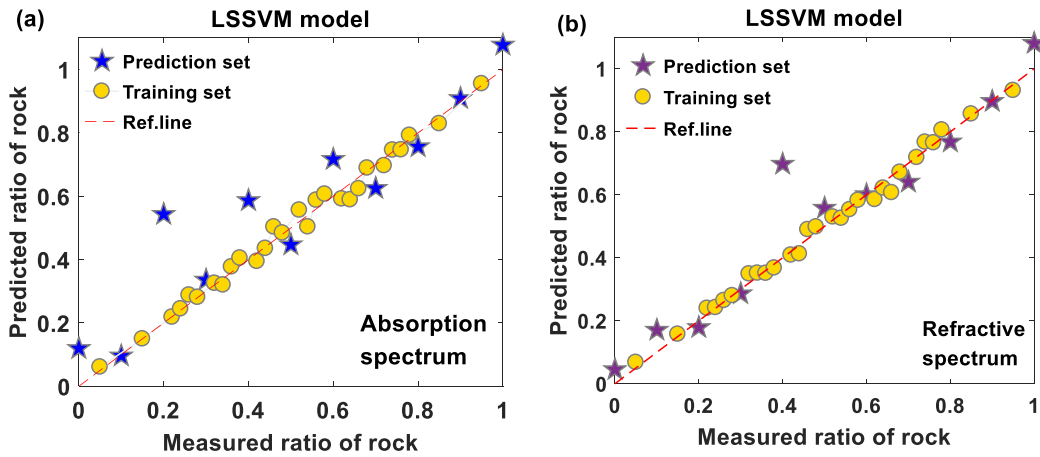 (a)
LSSVM model
Predicted ratio of rock
1
0.8
0.6
0.4
0.2
0
Prediction set
Training set
Ref.line
Absorption
spectrum
0 0.2 0.4 0.6 0.8 1
Measured ratio of rock
(b)
LSSVM model
Predicted ratio of rock
1
0.8
0.6
0.4
0.2
0
Prediction set
Training set
Ref.line
Refractive
spectrum
0 0.2 0.4 0.6 0.8 1
Measured ratio of rock